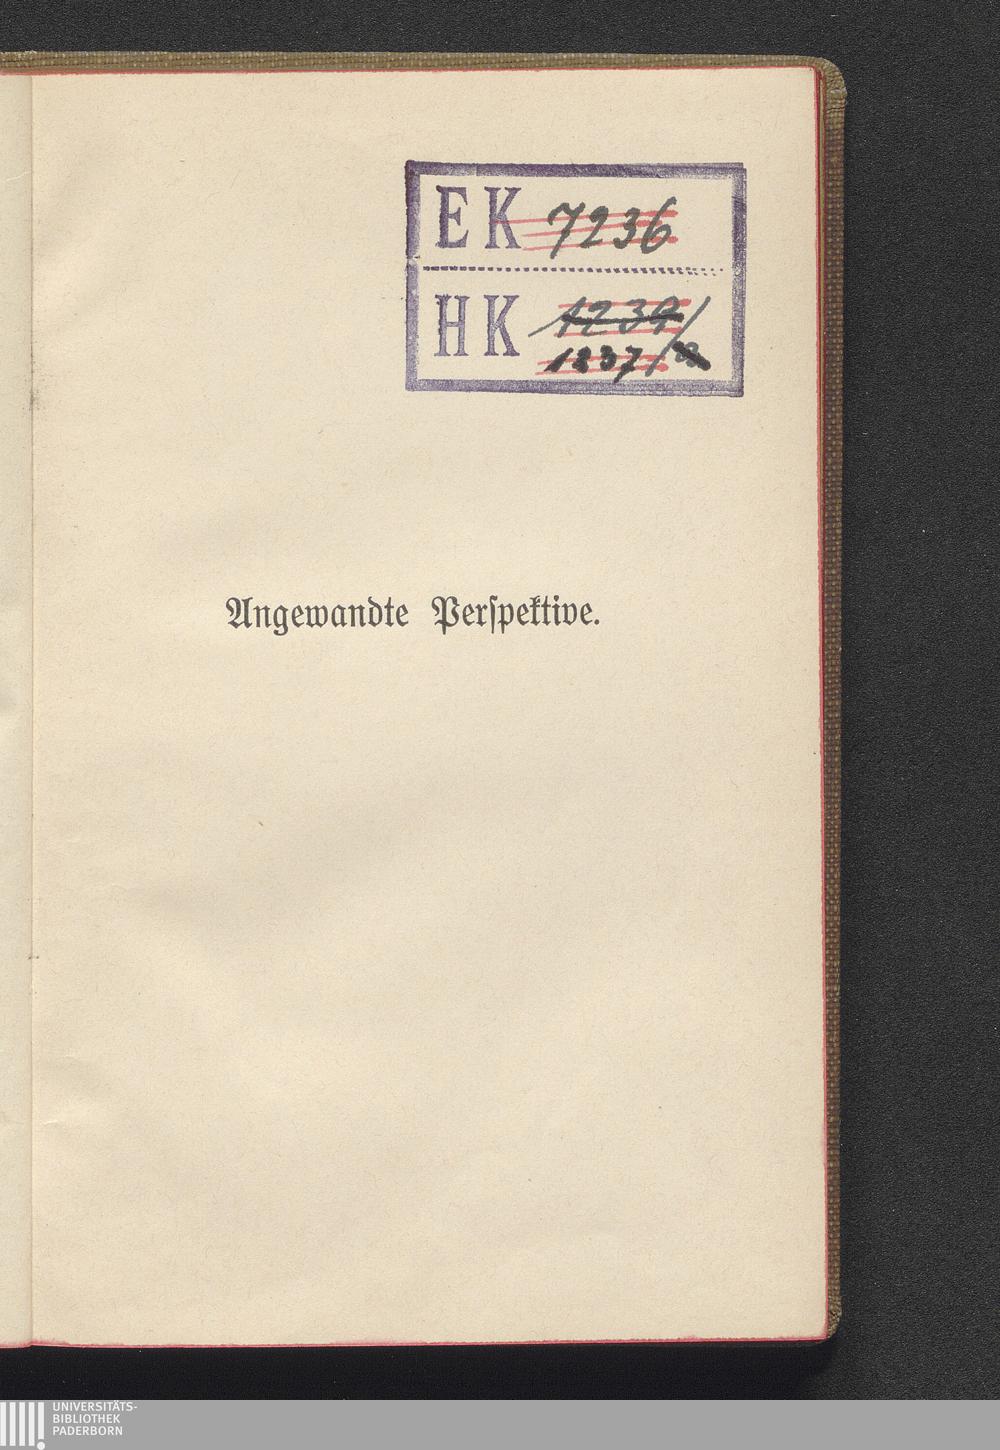 EK 7236
HK 1239/
1237/
Angewandte Perspektive.
UNIVERSITÄTS-
BIBLIOTHEK
PADERBORN